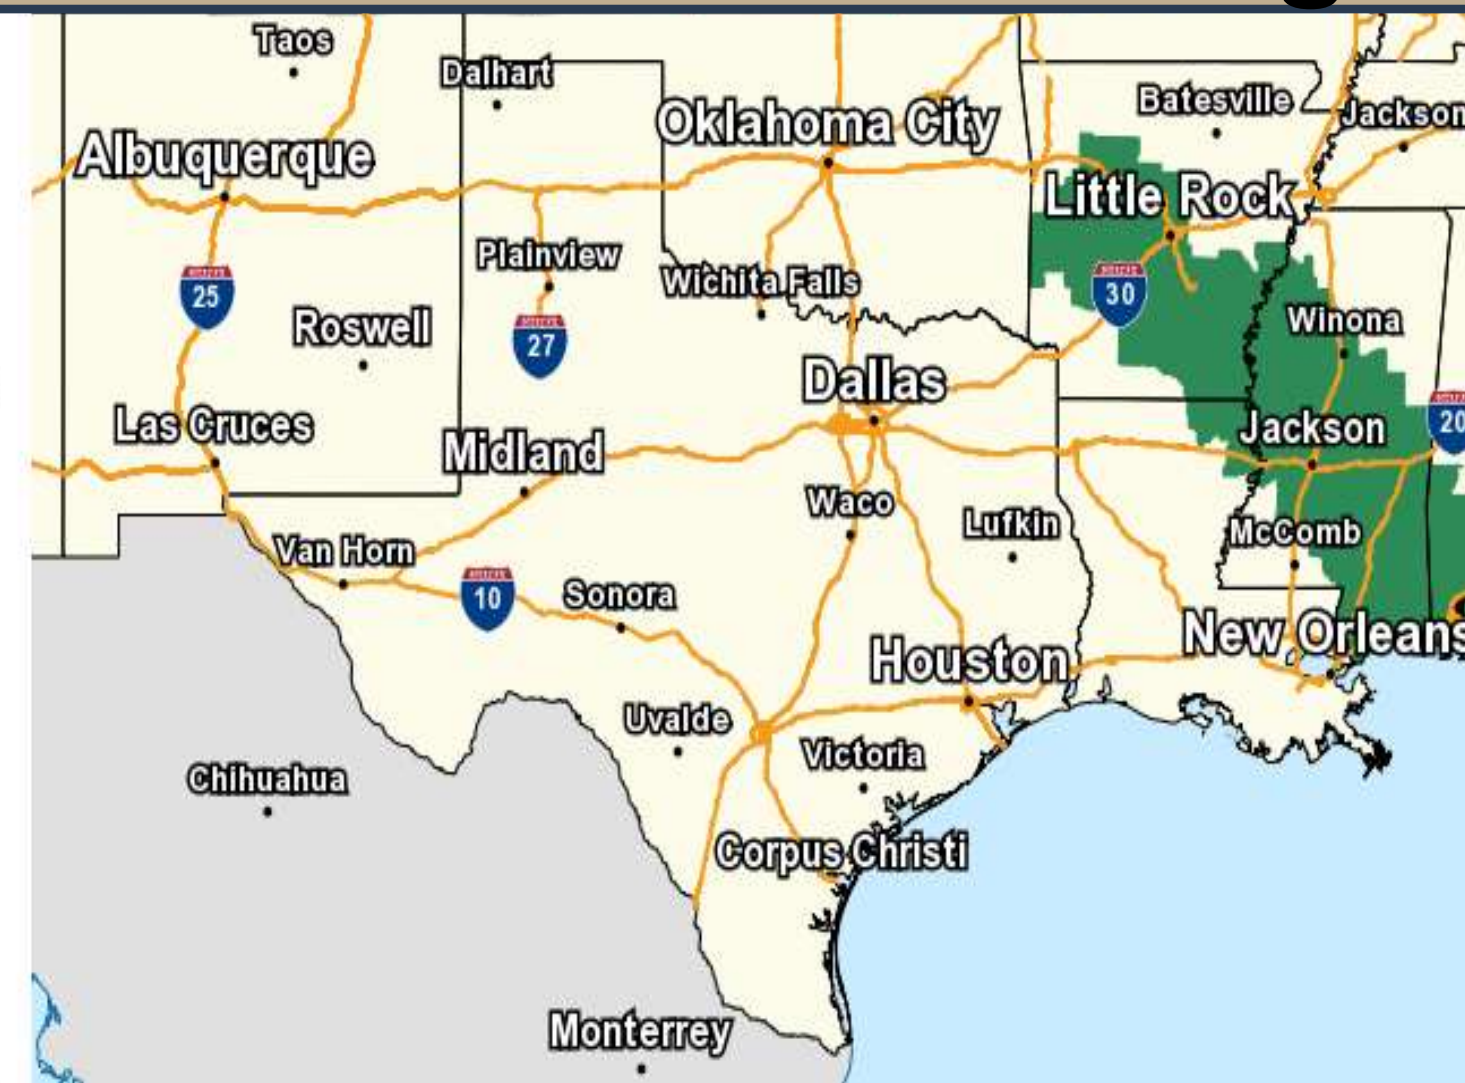 Taos
Dalhart
Batesville
Jackson
Oklahoma City
Albuquerque
Little Rock
Plainview
Wichita Falls
25
30
Roswell
27
Winona
Dallas
Las Cruces
20
Jackson
Midland
Waco
Lufkin
McComb
Van Horn
10
Sonora
New Orleans
Houston
Uvalde
Victoria
Chihuahua
Corpus Christi
Monterrey